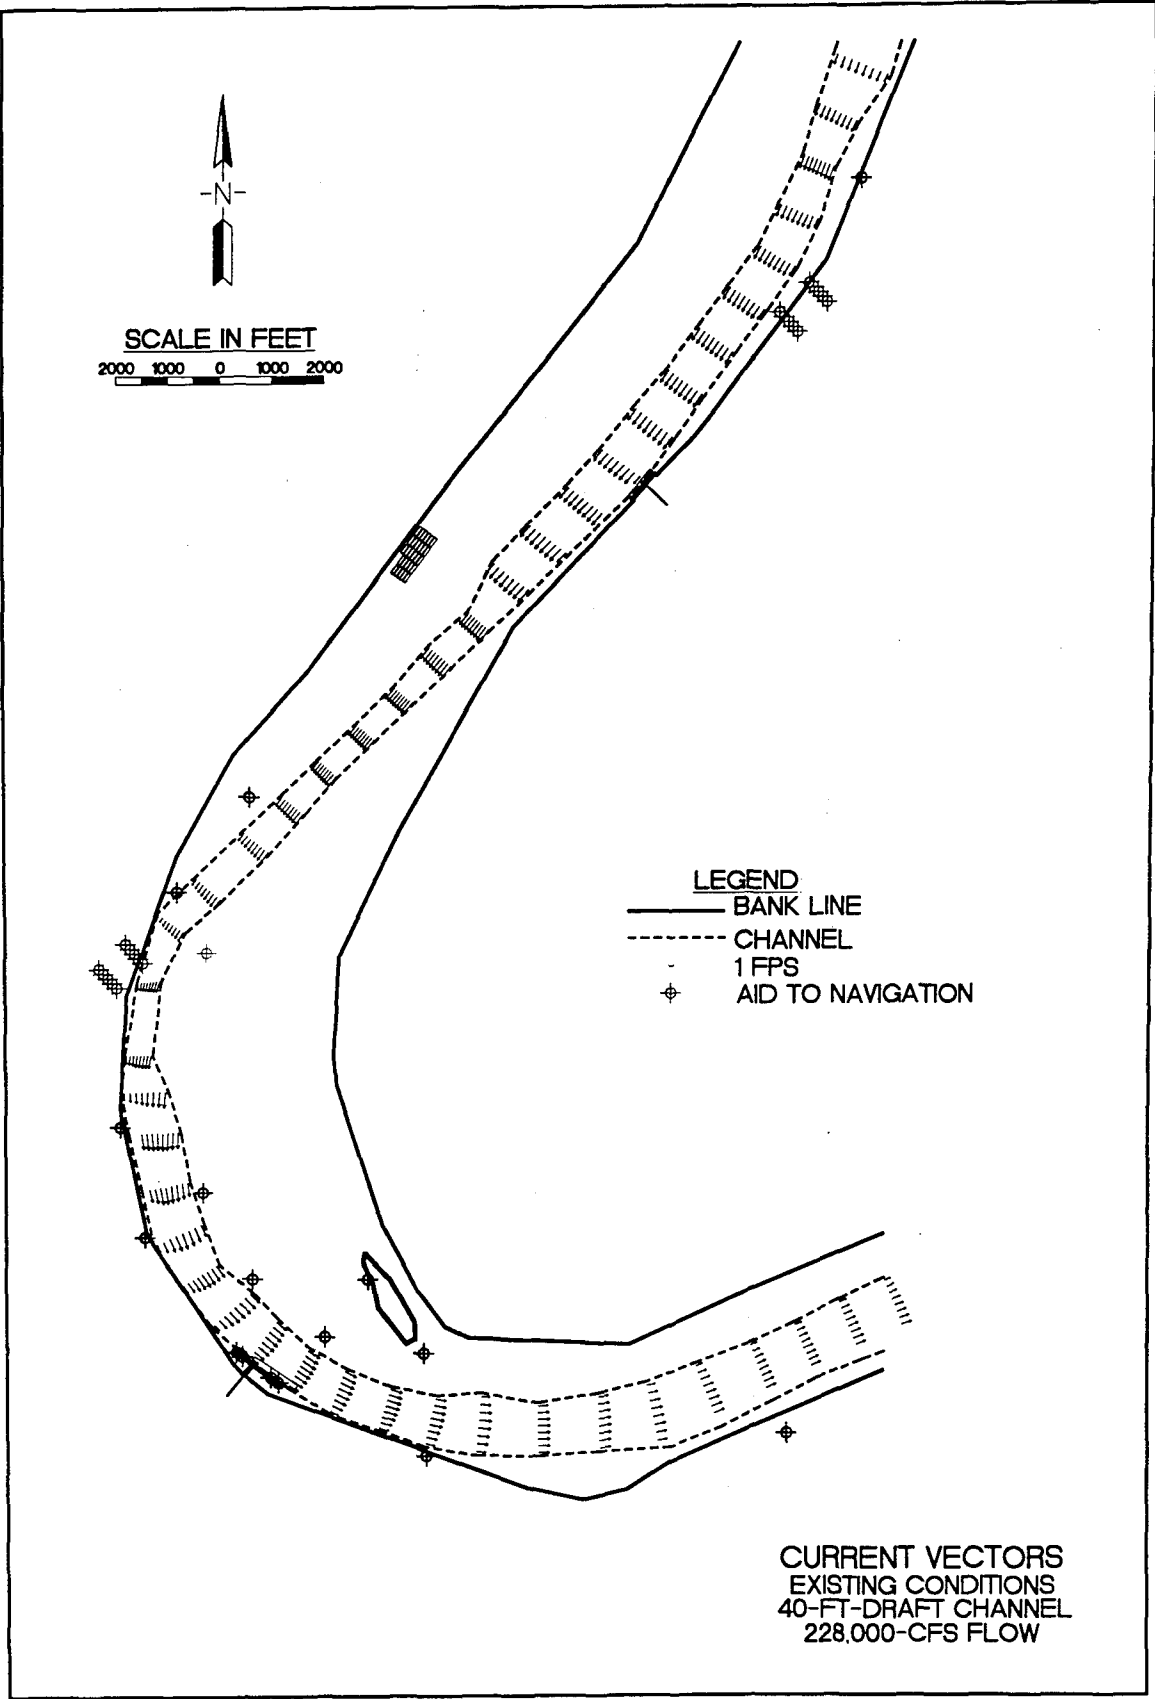 -N-
SCALE IN FEET
2000 1000 0 1000 2000
LEGEND
BANK LINE
CHANNEL
1 FPS
AID TO NAVIGATION
CURRENT VECTORS
EXISTING CONDITIONS
40-FT-DRAFT CHANNEL
228,000-CFS FLOW